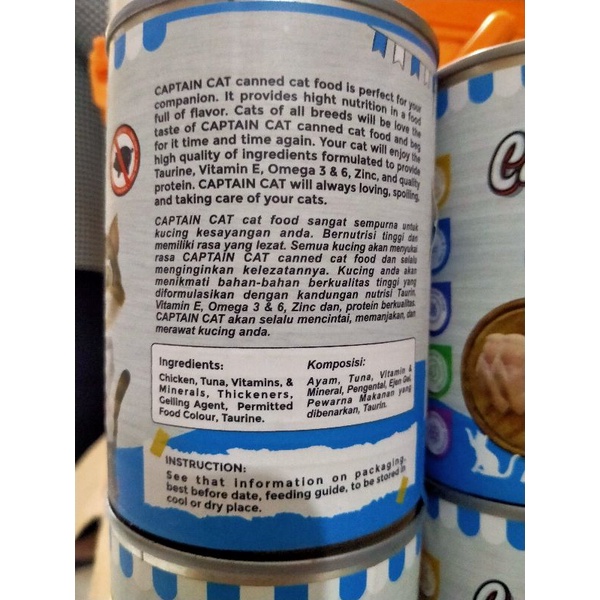 CAPTAIN CAT canned cat food is perfect for your
companion. It provides hight nutrition in a food
full of flavor. Cats of all breeds will be love the
taste of CAPTAIN CAT canned cat food and beg
for it time and time again. Your cat will enjoy the
high quality of ingredients formulated to provide
Taurine, Vitamin E, Omega 3 & 6, Zinc, and quality
protein. CAPTAIN CAT will always loving, spoiling,
and taking care of your cats.
CAPTAIN CAT cat food sangat sempurna untuk
kucing kesayangan anda. Bernutrisi tinggi dan
memiliki rasa yang lezat. Semua kucing akan menyukai
rasa CAPTAIN CAT canned cat food dan selalu
menginginkan kelezatannya. Kucing anda akan
menikmati bahan-bahan berkualitas tinggi yang
diformulasikan dengan kandungan nutrisi Taurin,
Vitamin E, Omega 3 & 6, Zinc dan, protein berkualitas.
CAPTAIN CAT akan selalu mencintai, memanjakan, dan
merawat kucing anda.
Ingredients:
Chicken, Tuna, Vitamins, &
Minerals, Thickeners,
Gelling Agent, Permitted
Food Colour, Taurine.
Komposisi:
Ayam, Tuna, Vitamin &
Mineral, Pengental, Ejen Gel,
Pewarna Makanan yang
dibenarkan, Taurin.
INSTRUCTION:
See that information on packaging,
best before date, feeding guide, to be stored in
cool or dry place.